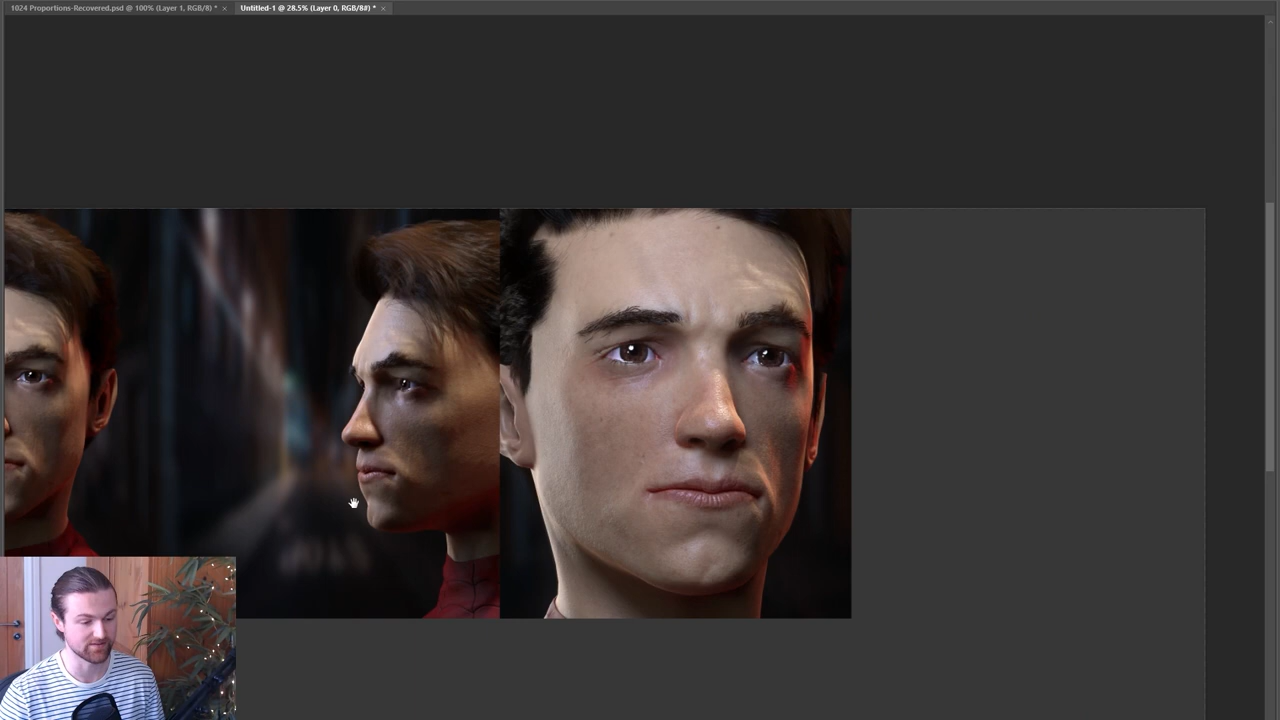 1024 Proportions-Recovered.psd @ 100% (Layer 1, RGB/8) * × Untitled-1 @ 28.5% (Layer 0, RGB/8#) * ×